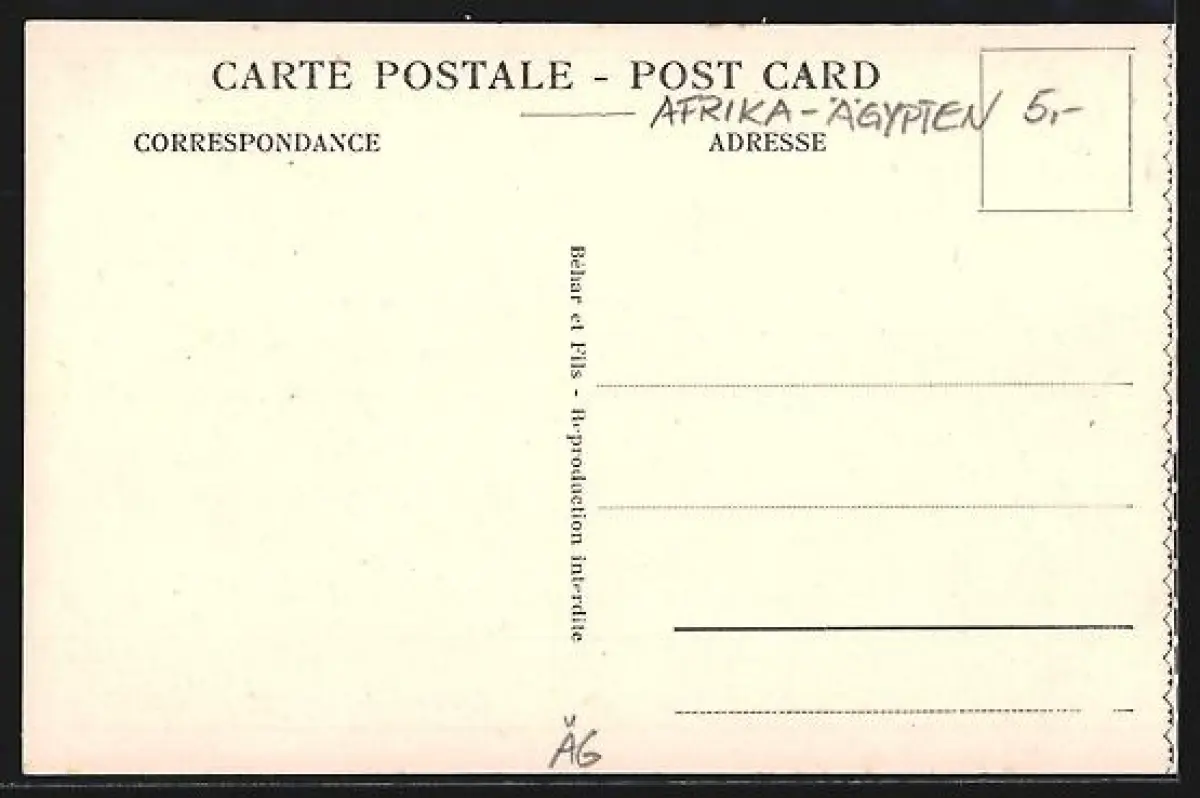 CARTE POSTALE - POST CARD
AFRIKA - ÄGYPTEN 5,-
CORRESPONDANCE
ADRESSE
Béhar et Fils - Reproduction interdite
ÄG